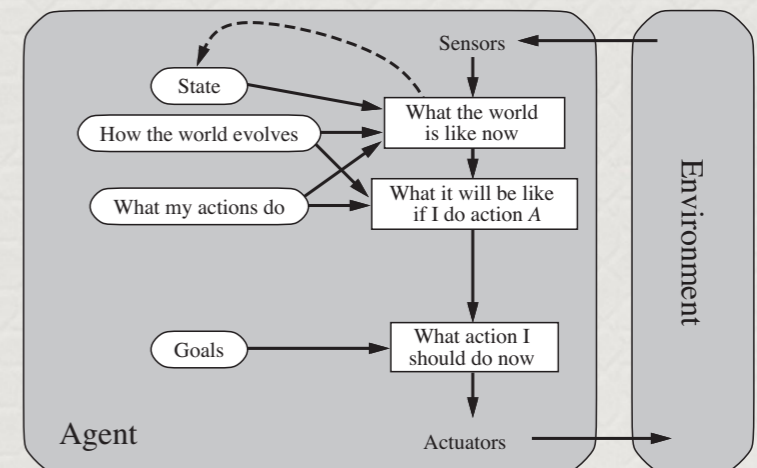 Sensors
State
What the world
is like now
How the world evolves
What it will be like
if I do action A
What my actions do
Environment
What action I
should do now
Goals
Agent
Actuators